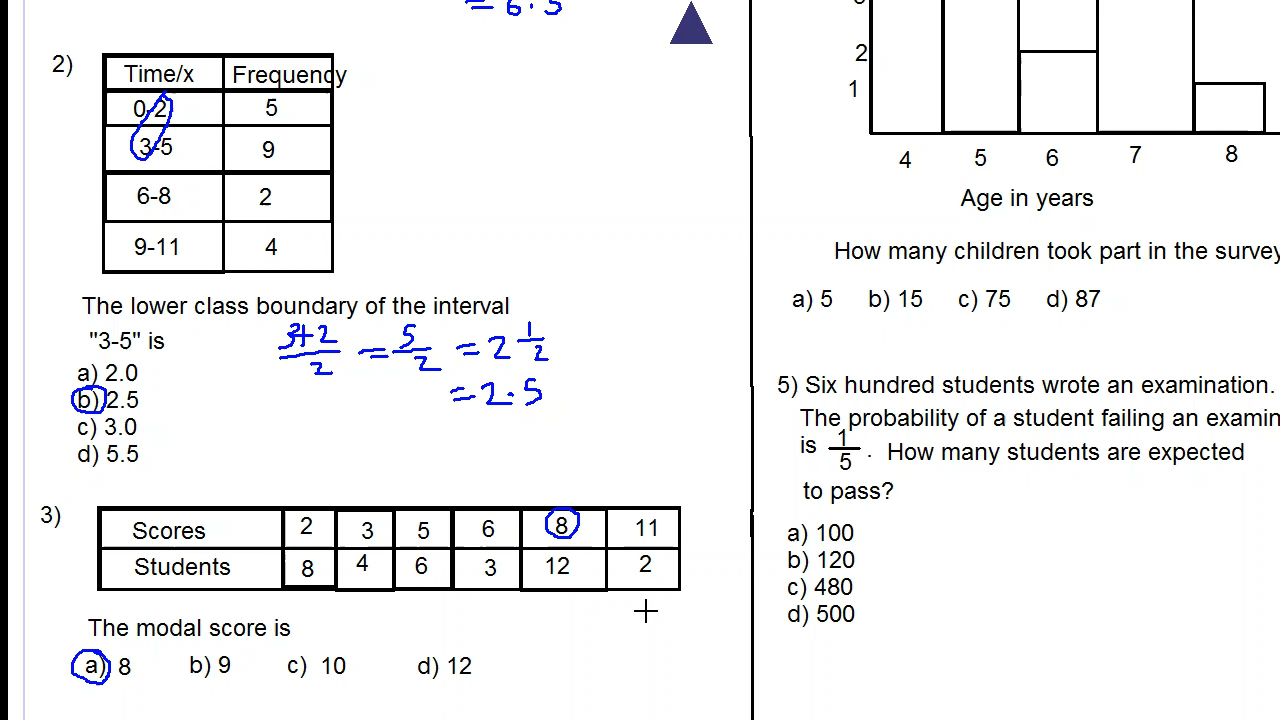 = 6.5
2)
Time/x Frequency
0-2 5
3-5 9
6-8 2
9-11 4
The lower class boundary of the interval
"3-5" is
3+2/2 = 5/2 = 2 1/2
= 2.5
a) 2.0
b) 2.5
c) 3.0
d) 5.5
3)
Scores 2 3 5 6 8 11
Students 8 4 6 3 12 2
The modal score is
a) 8 b) 9 c) 10 d) 12
2
1
4 5 6 7 8
Age in years
How many children took part in the survey
a) 5 b) 15 c) 75 d) 87
5) Six hundred students wrote an examination.
The probability of a student failing an examin
is 1/5 . How many students are expected
to pass?
a) 100
b) 120
c) 480
d) 500